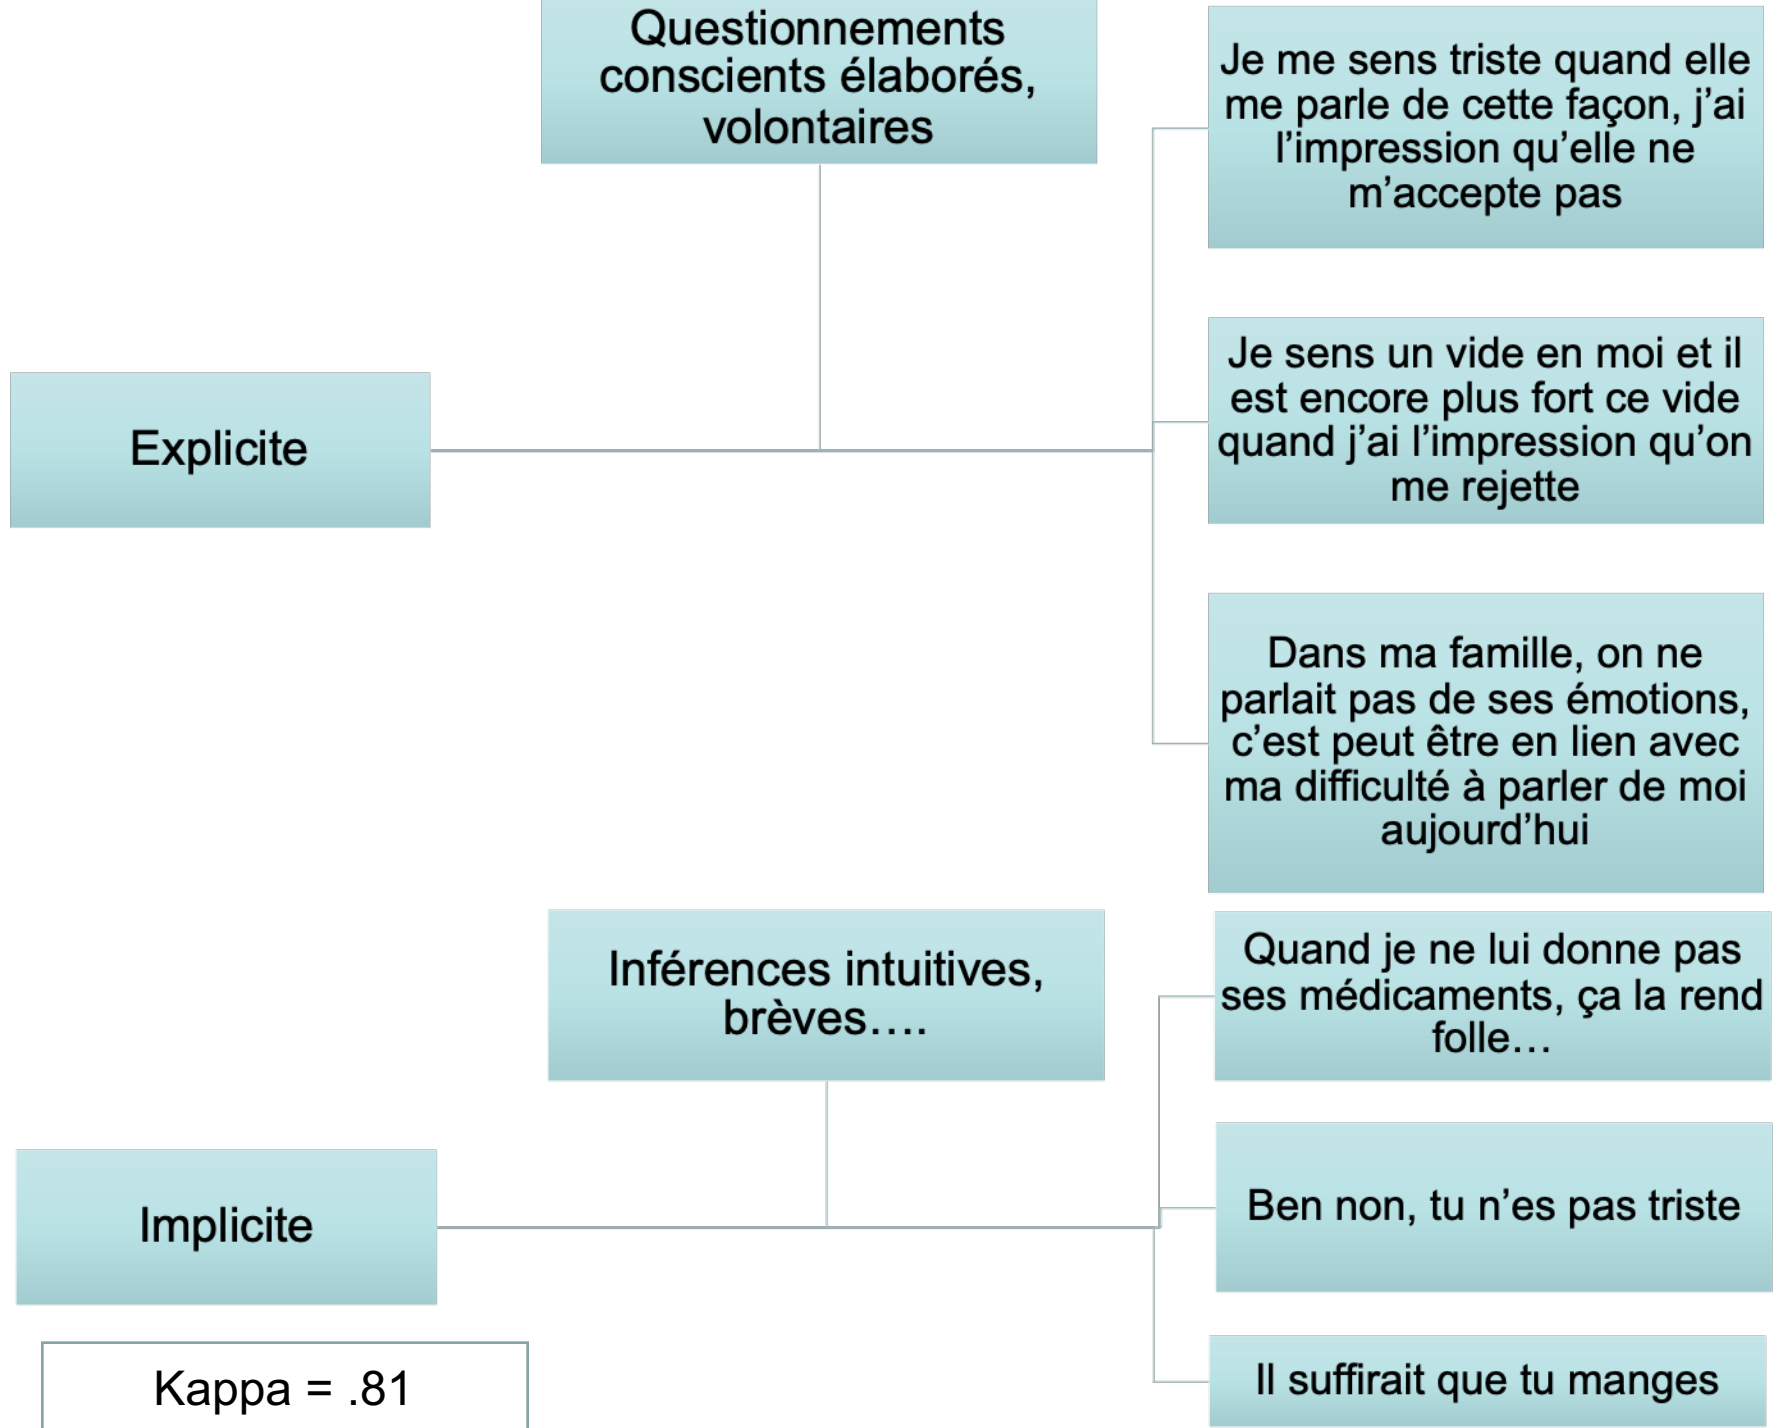 Questionnements
conscients élaborés,
volontaires
Je me sens triste quand elle
me parle de cette façon, j’ai
l’impression qu’elle ne
m’accepte pas
Explicite
Je sens un vide en moi et il
est encore plus fort ce vide
quand j’ai l’impression qu’on
me rejette
Dans ma famille, on ne
parlait pas de ses émotions,
c’est peut être en lien avec
ma difficulté à parler de moi
aujourd’hui
Inférences intuitives,
brèves….
Quand je ne lui donne pas
ses médicaments, ça la rend
folle…
Implicite
Ben non, tu n’es pas triste
Il suffirait que tu manges
Kappa = .81